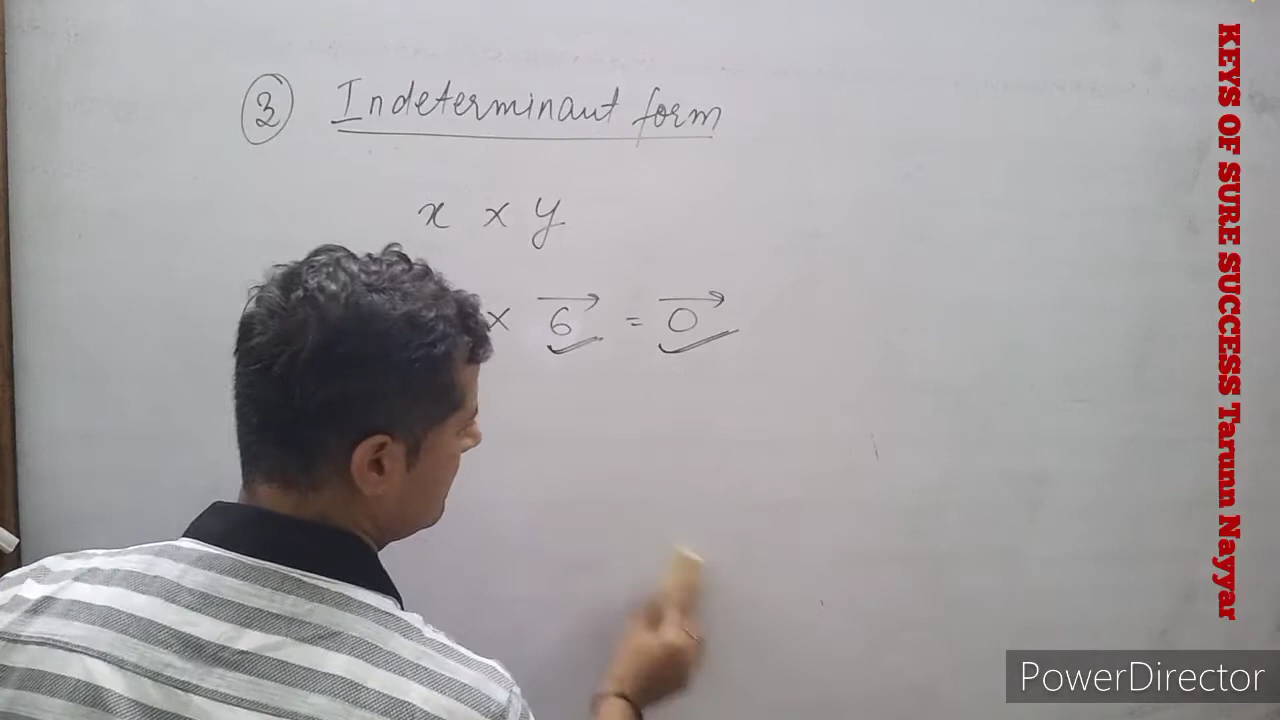 3 Indeterminaut form
x × y
× 6 = 0
KEYS OF SURE SUCCESS Tarunn Nayyar
PowerDirector